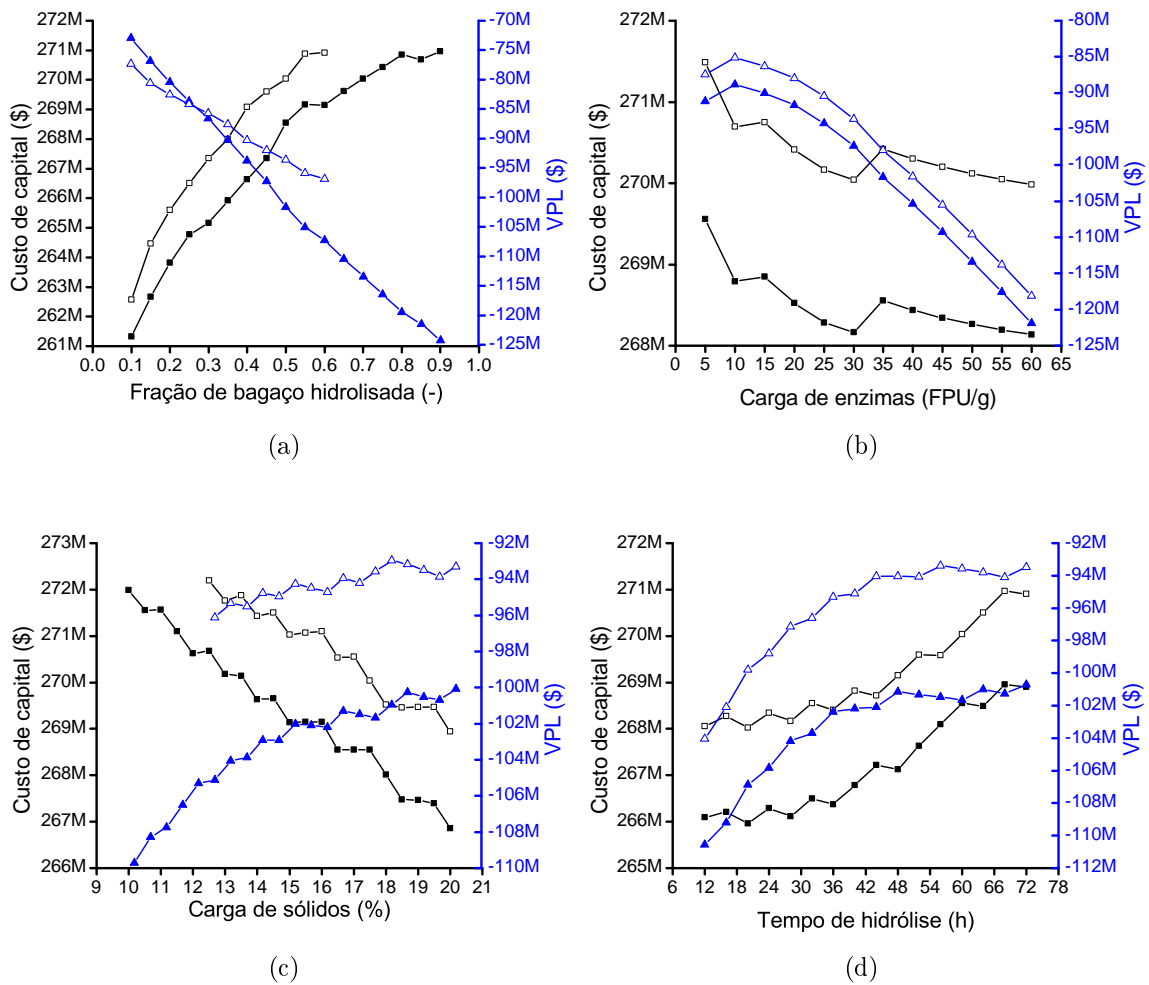 272M
271M
270M
269M
268M
267M
266M
265M
264M
263M
262M
261M
Custo de capital ($)
0.0 0.1 0.2 0.3 0.4 0.5 0.6 0.7 0.8 0.9 1.0
Fração de bagaço hidrolisada (-)
-70M
-75M
-80M
-85M
-90M
-95M
-100M
-105M
-110M
-115M
-120M
-125M
VPL ($)
(a)
272M
271M
270M
269M
268M
Custo de capital ($)
0 5 10 15 20 25 30 35 40 45 50 55 60 65
Carga de enzimas (FPU/g)
-80M
-85M
-90M
-95M
-100M
-105M
-110M
-115M
-120M
-125M
VPL ($)
(b)
273M
272M
271M
270M
269M
268M
267M
266M
Custo de capital ($)
9 10 11 12 13 14 15 16 17 18 19 20 21
Carga de sólidos (%)
-92M
-94M
-96M
-98M
-100M
-102M
-104M
-106M
-108M
-110M
VPL ($)
(c)
272M
271M
270M
269M
268M
267M
266M
265M
Custo de capital ($)
6 12 18 24 30 36 42 48 54 60 66 72 78
Tempo de hidrólise (h)
-92M
-94M
-96M
-98M
-100M
-102M
-104M
-106M
-108M
-110M
-112M
VPL ($)
(d)